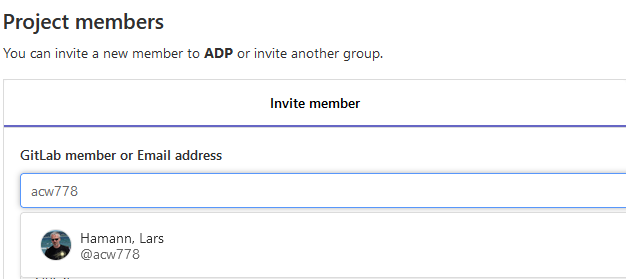 Project members
You can invite a new member to ADP or invite another group.
Invite member
GitLab member or Email address
acw778
Hamann, Lars
@acw778